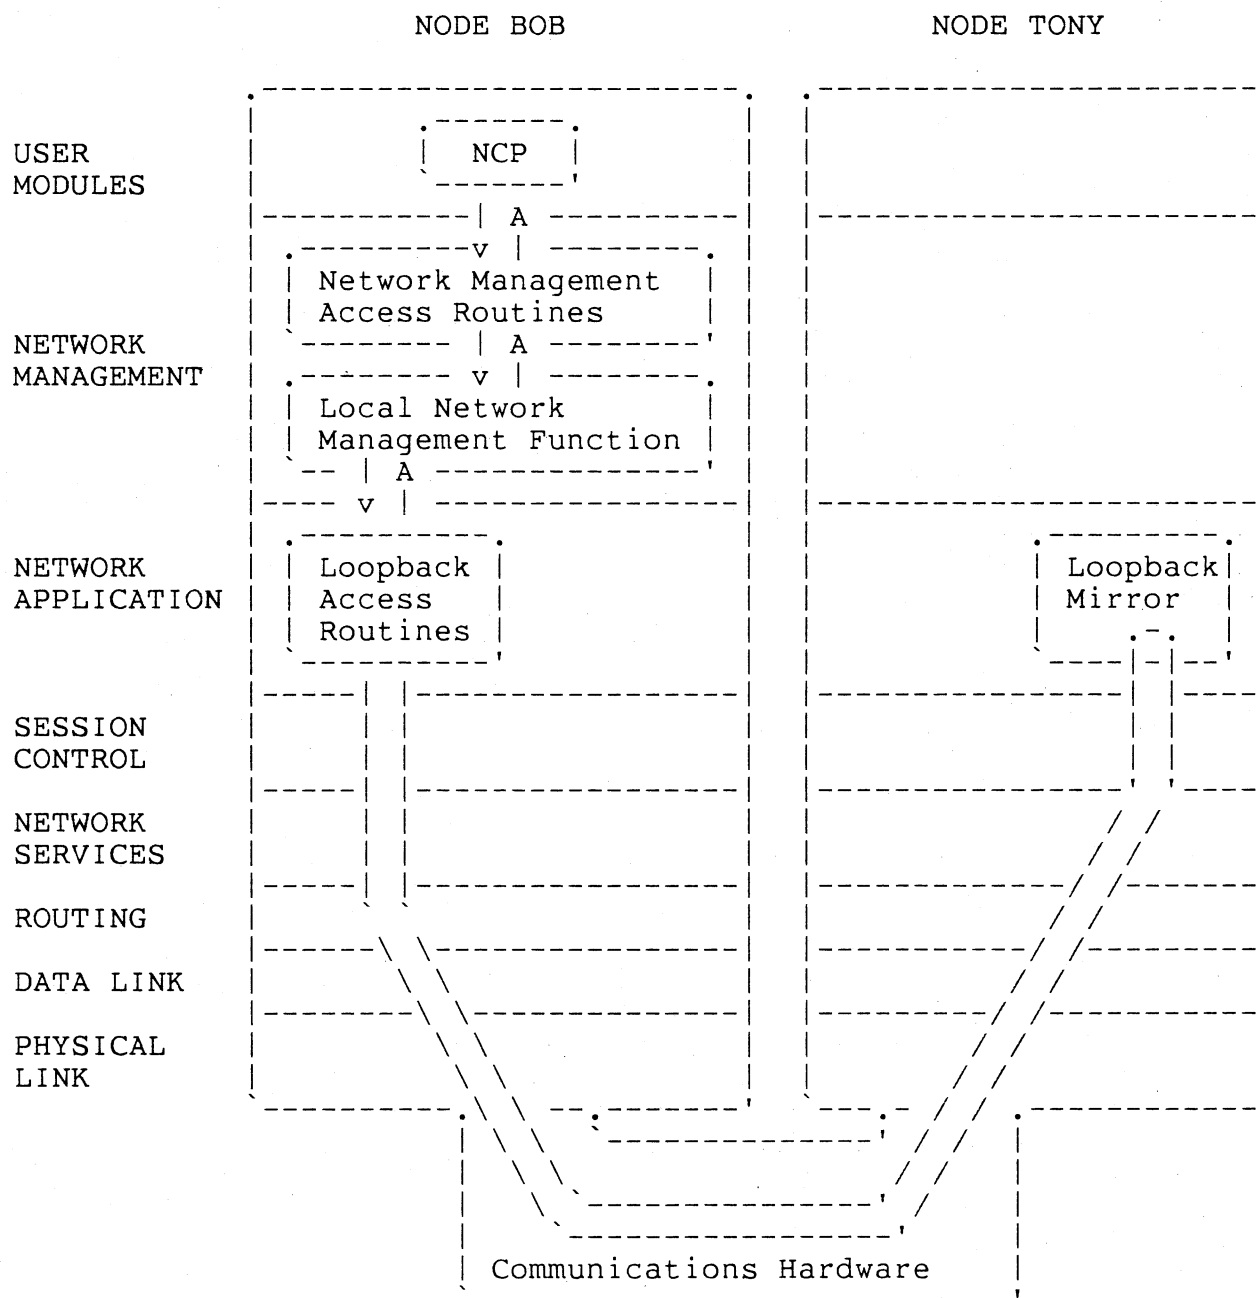 NODE BOB
NODE TONY
USER
MODULES
NCP
NETWORK
MANAGEMENT
Network Management
Access Routines
Local Network
Management Function
NETWORK
APPLICATION
Loopback
Access
Routines
Loopback
Mirror
SESSION
CONTROL
NETWORK
SERVICES
ROUTING
DATA LINK
PHYSICAL
LINK
Communications Hardware